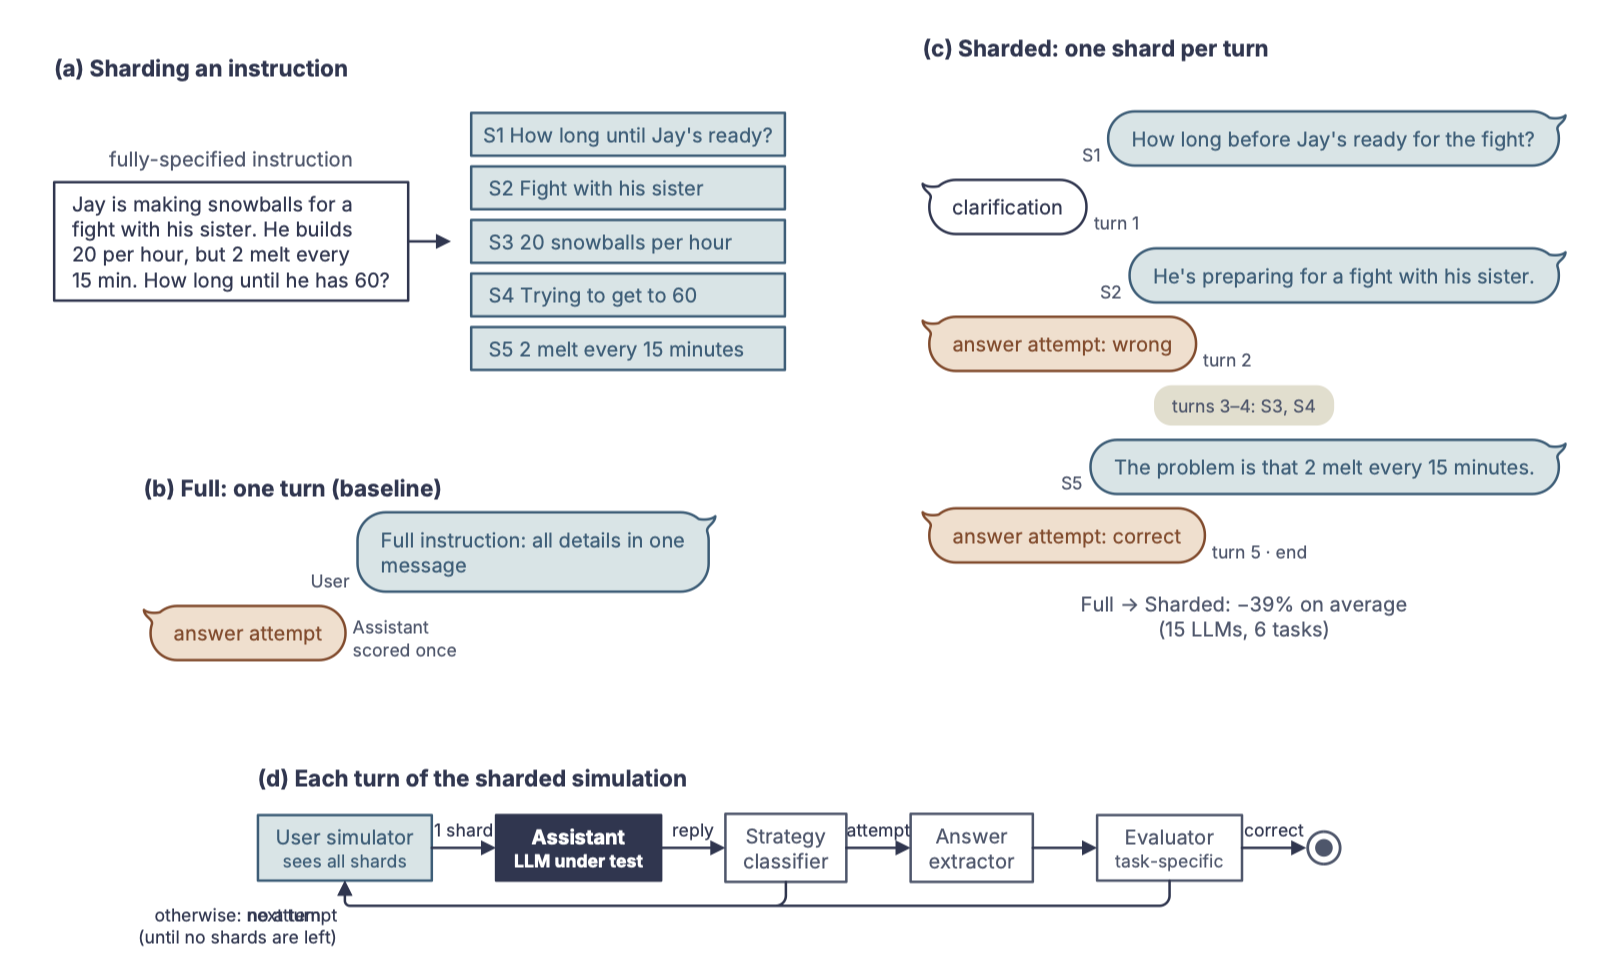 (a) Sharding an instruction
fully-specified instruction
Jay is making snowballs for a
fight with his sister. He builds
20 per hour, but 2 melt every
15 min. How long until he has 60?
S1 How long until Jay's ready?
S2 Fight with his sister
S3 20 snowballs per hour
S4 Trying to get to 60
S5 2 melt every 15 minutes
(b) Full: one turn (baseline)
Full instruction: all details in one
message
User
answer attempt
Assistant
scored once
(c) Sharded: one shard per turn
How long before Jay's ready for the fight?
S1
clarification
turn 1
He's preparing for a fight with his sister.
S2
answer attempt: wrong
turn 2
turns 3–4: S3, S4
The problem is that 2 melt every 15 minutes.
S5
answer attempt: correct
turn 5 · end
Full → Sharded: −39% on average
(15 LLMs, 6 tasks)
(d) Each turn of the sharded simulation
User simulator
sees all shards
1 shard
Assistant
LLM under test
reply
Strategy
classifier
attempt
Answer
extractor
Evaluator
task-specific
correct
otherwise:
(until no shards are left)